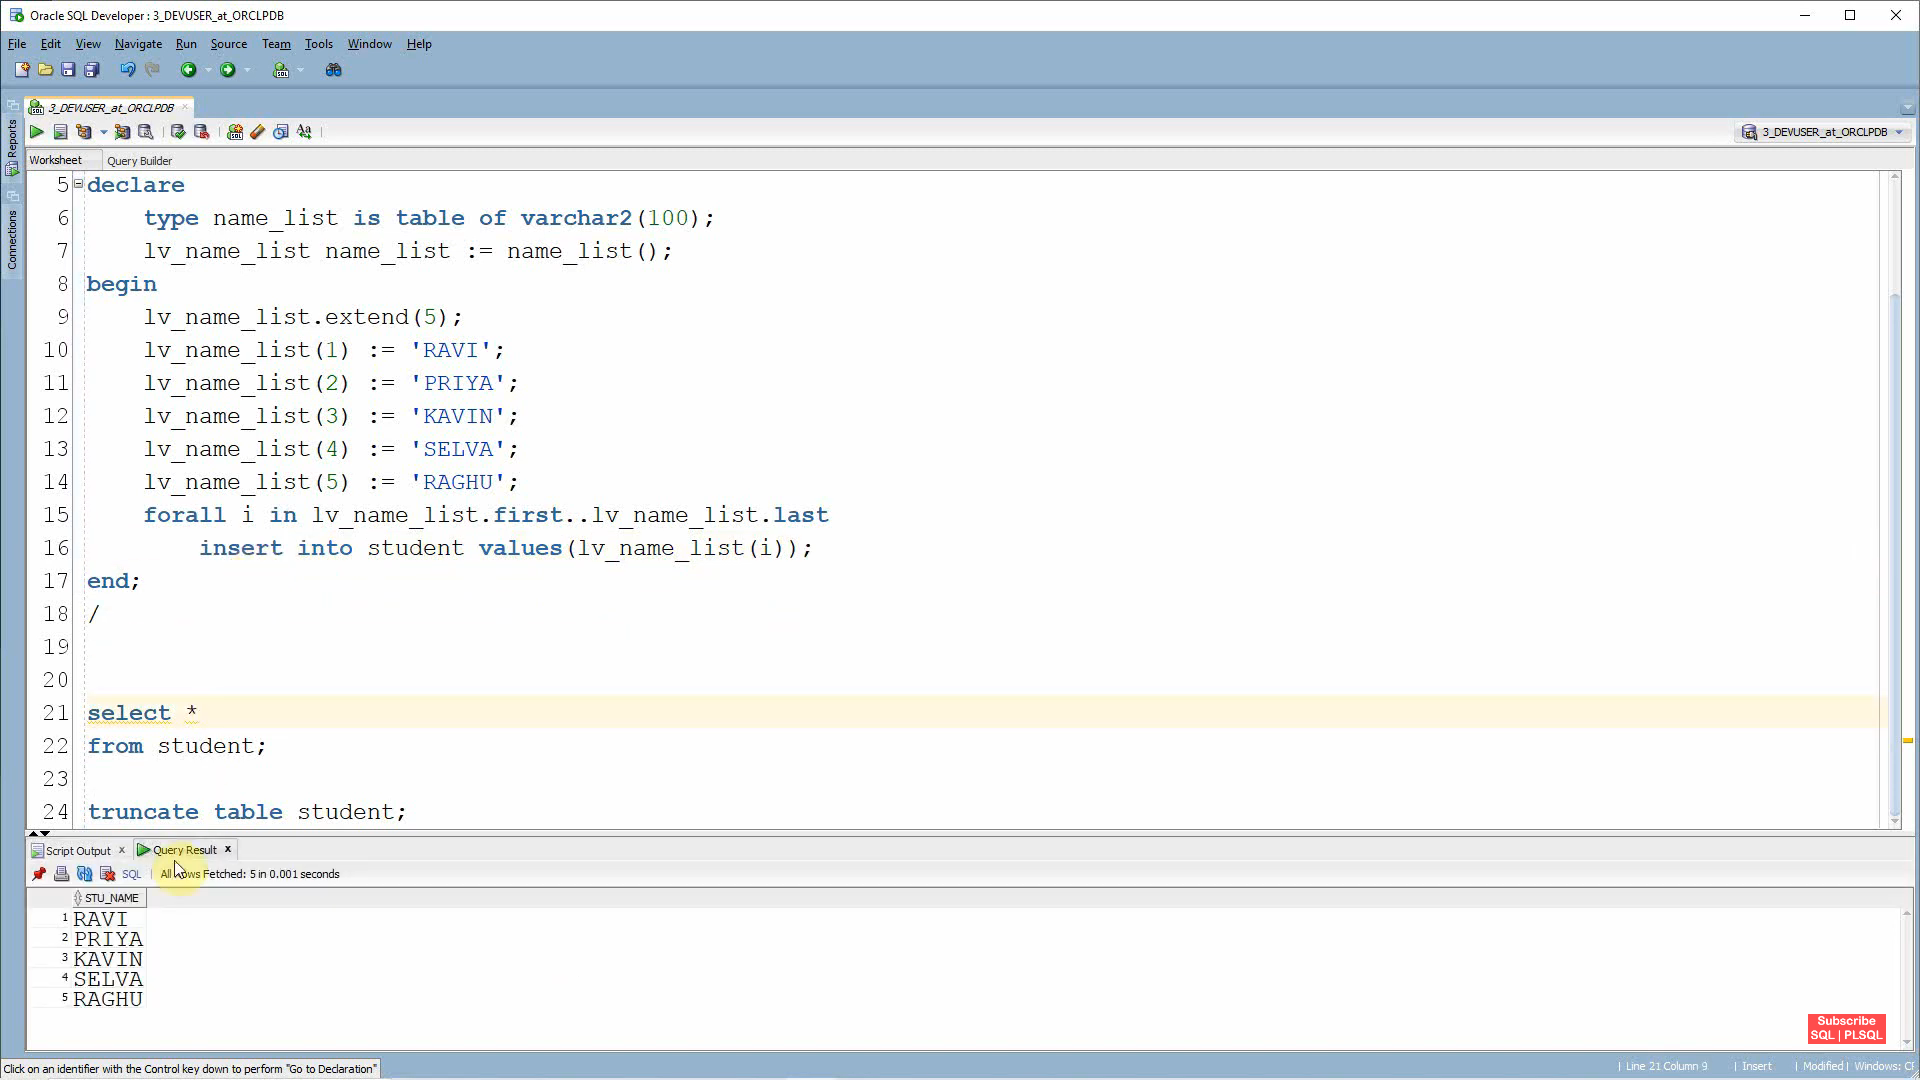 Oracle SQL Developer : 3_DEVUSER_at_ORCLPDB
File Edit View Navigate Run Source Team Tools Window Help
3_DEVUSER_at_ORCLPDB
3_DEVUSER_at_ORCLPDB
Reports
Connections
Worksheet Query Builder
5 declare
6 type name_list is table of varchar2(100);
7 lv_name_list name_list := name_list();
8 begin
9 lv_name_list.extend(5);
10 lv_name_list(1) := 'RAVI';
11 lv_name_list(2) := 'PRIYA';
12 lv_name_list(3) := 'KAVIN';
13 lv_name_list(4) := 'SELVA';
14 lv_name_list(5) := 'RAGHU';
15 forall i in lv_name_list.first..lv_name_list.last
16 insert into student values(lv_name_list(i));
17 end;
18 /
19
20
21 select *
22 from student;
23
24 truncate table student;
Script Output x Query Result x
SQL | All Rows Fetched: 5 in 0.001 seconds
STU_NAME
1 RAVI
2 PRIYA
3 KAVIN
4 SELVA
5 RAGHU
Subscribe
SQL | PLSQL
Click on an identifier with the Control key down to perform "Go to Declaration"
| Line 21 Column 9 | Insert | Modified | Windows: